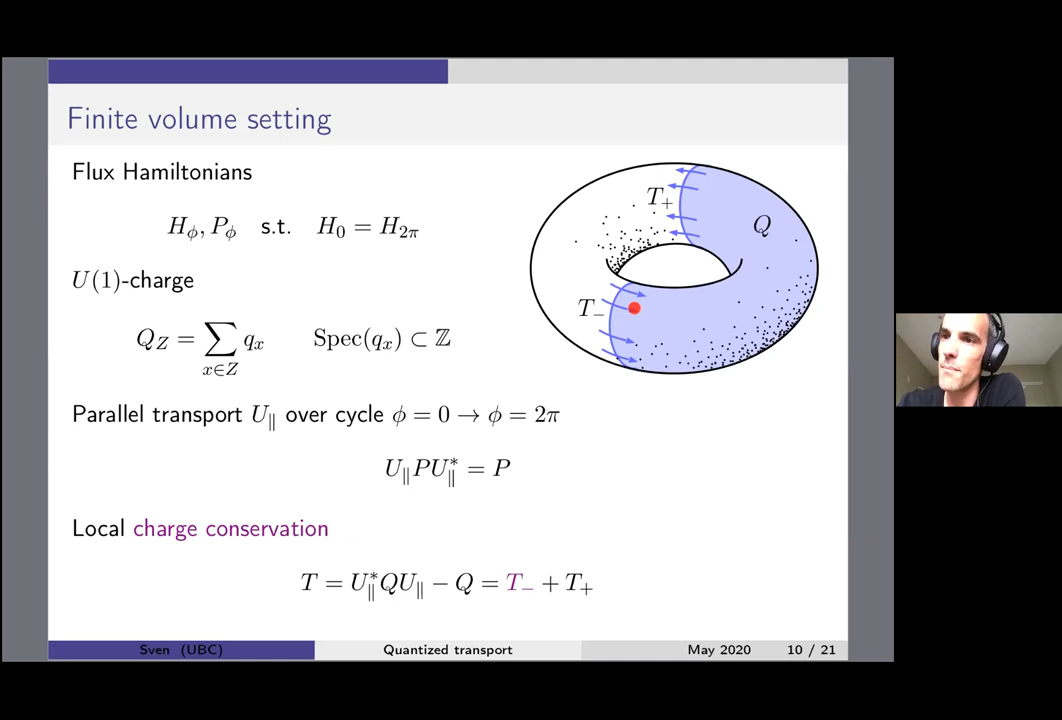 Finite volume setting
Flux Hamiltonians
H_ϕ, P_ϕ s.t. H_0 = H_{2π}
U(1)-charge
Q_Z = ∑_{x∈Z} q_x Spec(q_x) ⊂ ℤ
T_+
Q
T_−
Parallel transport U_∥ over cycle ϕ = 0 → ϕ = 2π
U_∥ P U_∥^* = P
Local charge conservation
T = U_∥^* Q U_∥ − Q = T_− + T_+
Sven (UBC) Quantized transport May 2020 10 / 21